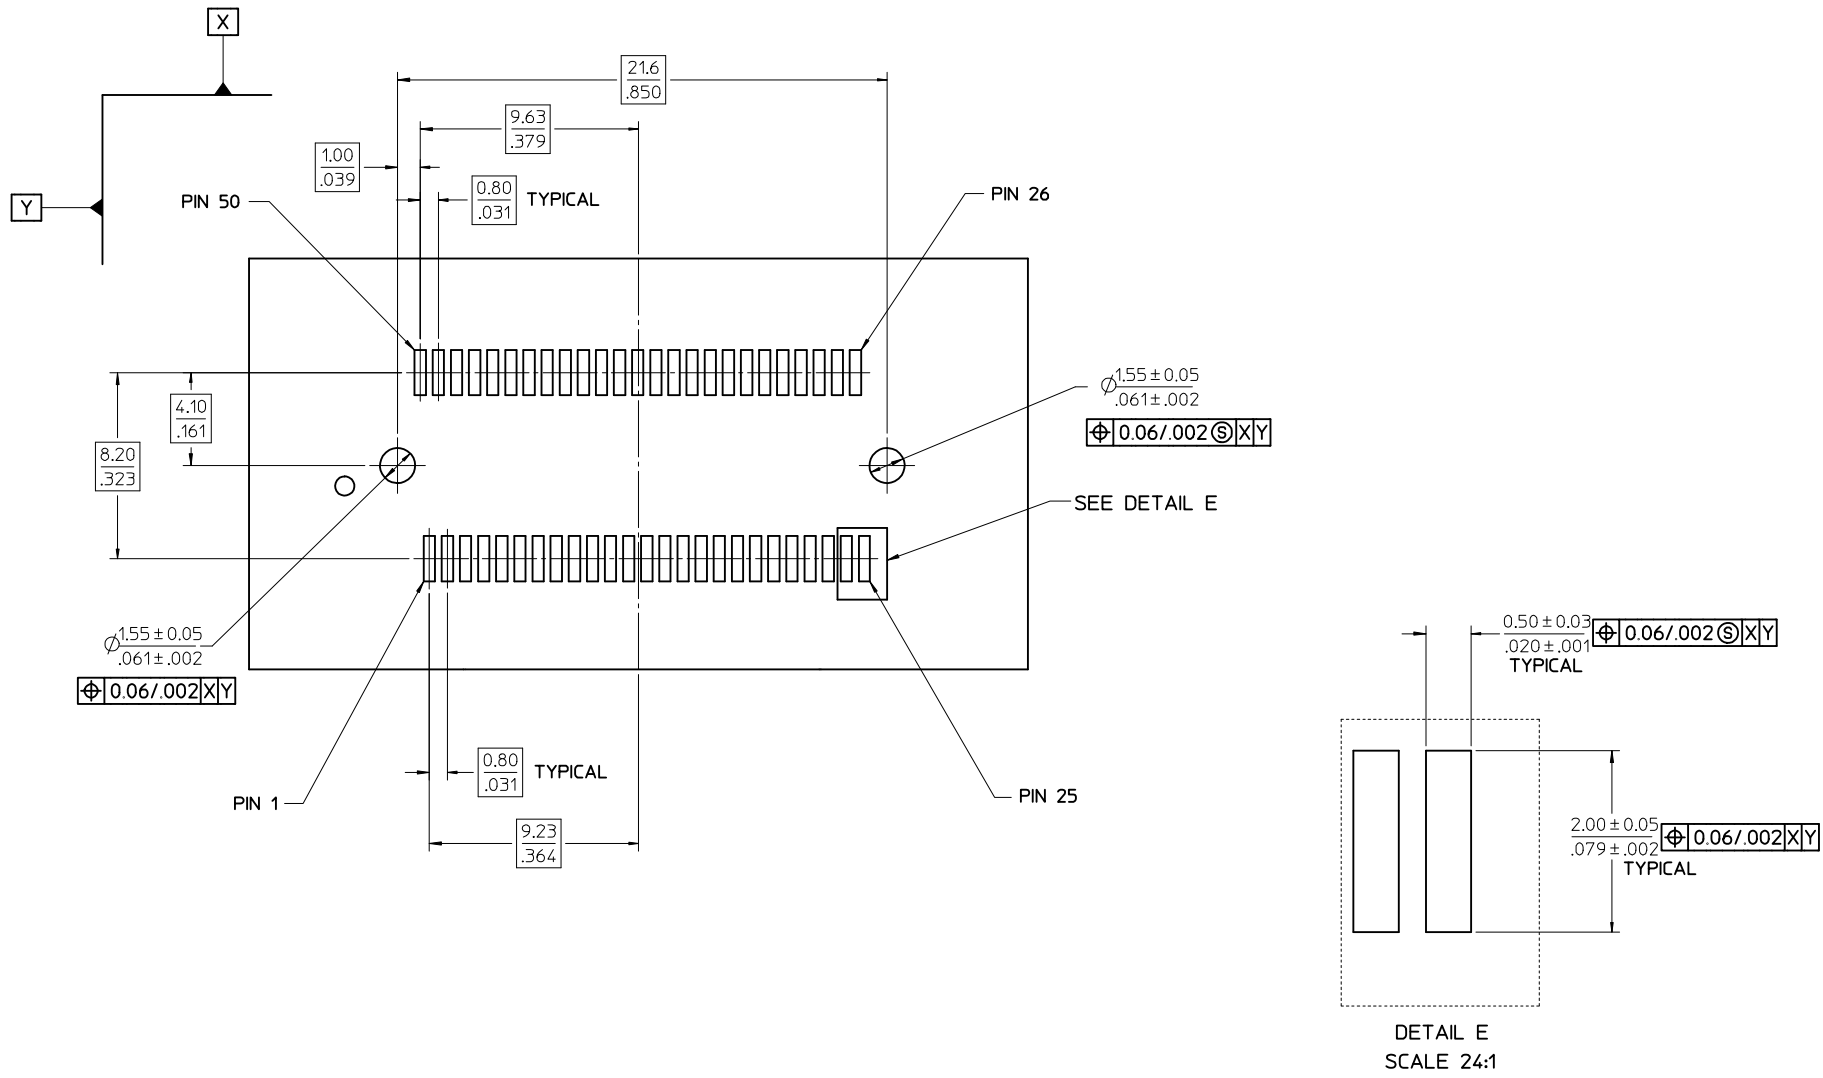 X
21.6
.850
9.63
.379
1.00
.039
0.80
.031
TYPICAL
Y
PIN 50
PIN 26
4.10
.161
8.20
.323
⌀1.55±0.05
.061±.002
⌖ 0.06/.002 Ⓢ X Y
SEE DETAIL E
⌀1.55±0.05
.061±.002
⌖ 0.06/.002 X Y
0.50±0.03
.020±.001
TYPICAL
⌖ 0.06/.002 Ⓢ X Y
0.80
.031
TYPICAL
PIN 1
PIN 25
9.23
.364
2.00±0.05
.079±.002
TYPICAL
⌖ 0.06/.002 X Y
DETAIL E
SCALE 24:1